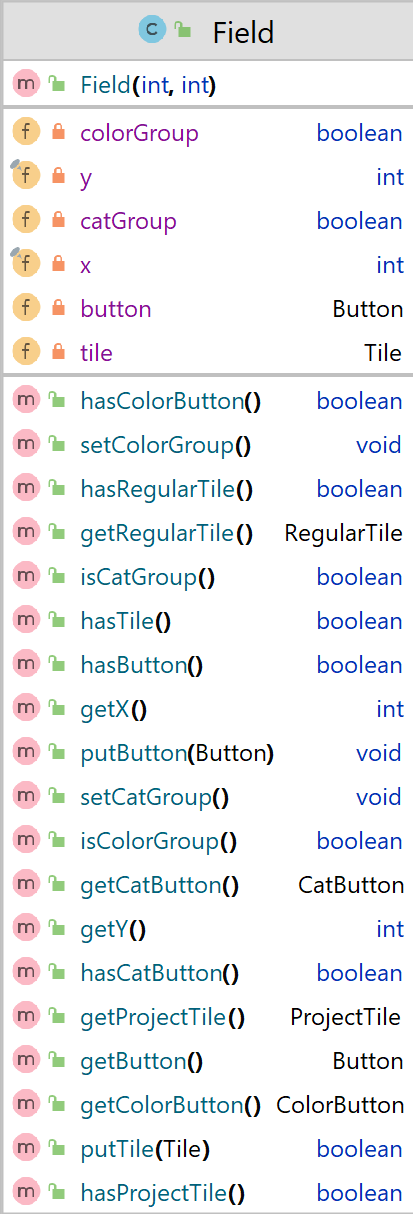 C Field
m Field(int, int)
f colorGroup boolean
f y int
f catGroup boolean
f x int
f button Button
f tile Tile
m hasColorButton() boolean
m setColorGroup() void
m hasRegularTile() boolean
m getRegularTile() RegularTile
m isCatGroup() boolean
m hasTile() boolean
m hasButton() boolean
m getX() int
m putButton(Button) void
m setCatGroup() void
m isColorGroup() boolean
m getCatButton() CatButton
m getY() int
m hasCatButton() boolean
m getProjectTile() ProjectTile
m getButton() Button
m getColorButton() ColorButton
m putTile(Tile) boolean
m hasProjectTile() boolean